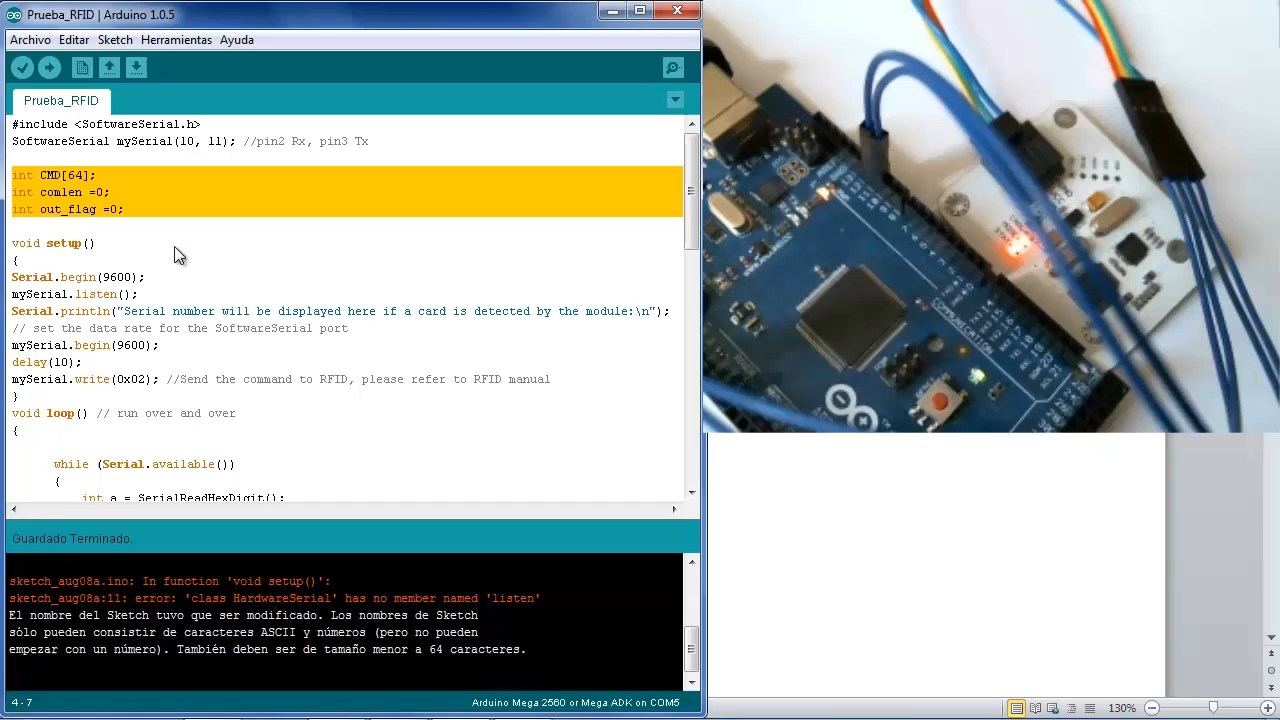 Prueba_RFID | Arduino 1.0.5
Archivo Editar Sketch Herramientas Ayuda
Prueba_RFID
#include <SoftwareSerial.h>
SoftwareSerial mySerial(10, 11); //pin2 Rx, pin3 Tx
int CMD[64];
int comlen =0;
int out_flag =0;
void setup()
{
Serial.begin(9600);
mySerial.listen();
Serial.println("Serial number will be displayed here if a card is detected by the module:\n");
// set the data rate for the SoftwareSerial port
mySerial.begin(9600);
delay(10);
mySerial.write(0x02); //Send the command to RFID, please refer to RFID manual
}
void loop() // run over and over
{
while (Serial.available())
{
int a = SerialReadHexDigit();
Guardado Terminado.
sketch_aug08a.ino: In function 'void setup()':
sketch_aug08a:11: error: 'class HardwareSerial' has no member named 'listen'
El nombre del Sketch tuvo que ser modificado. Los nombres de Sketch
sólo pueden consistir de caracteres ASCII y números (pero no pueden
empezar con un número). También deben ser de tamaño menor a 64 caracteres.
4 - 7
Arduino Mega 2560 or Mega ADK on COM5
COMMUNICATION
130%